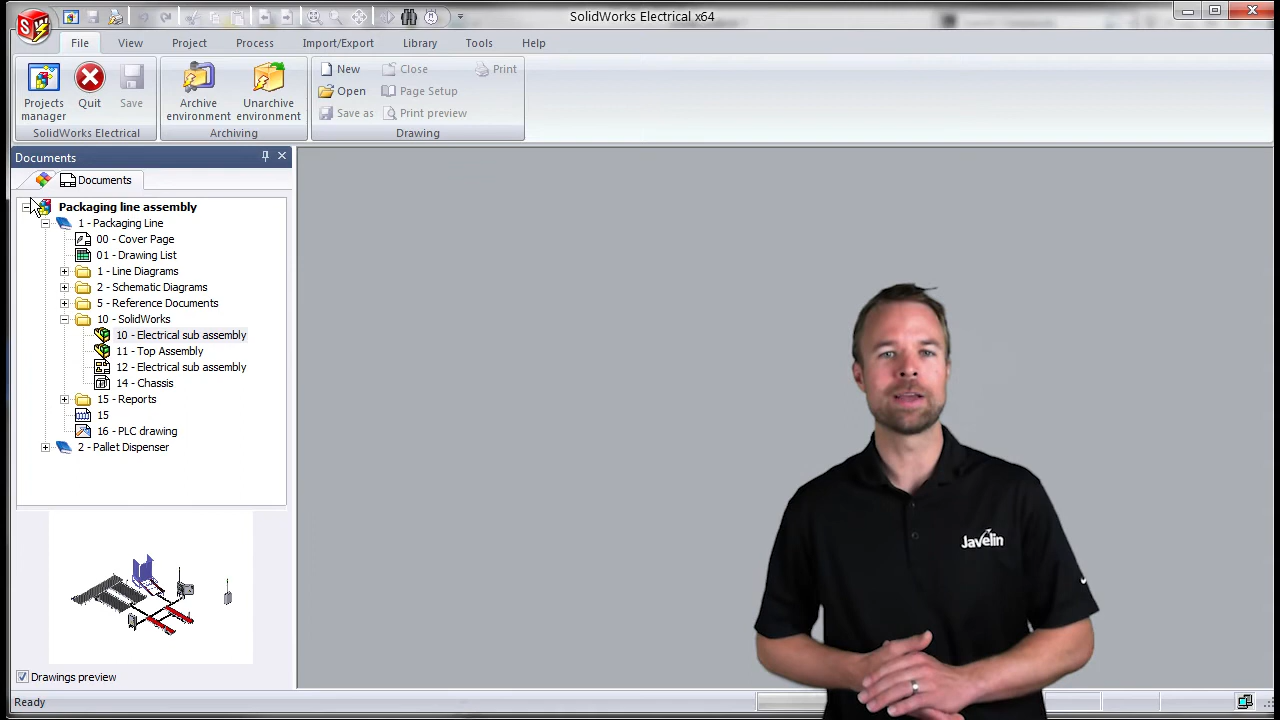 SolidWorks Electrical x64
File View Project Process Import/Export Library Tools Help
Projects manager
Quit
Save
SolidWorks Electrical
Archive environment
Unarchive environment
Archiving
New
Open
Save as
Close
Page Setup
Print preview
Print
Drawing
Documents
Documents
Packaging line assembly
1 - Packaging Line
00 - Cover Page
01 - Drawing List
1 - Line Diagrams
2 - Schematic Diagrams
5 - Reference Documents
10 - SolidWorks
10 - Electrical sub assembly
11 - Top Assembly
12 - Electrical sub assembly
14 - Chassis
15 - Reports
15
16 - PLC drawing
2 - Pallet Dispenser
Javelin
Drawings preview
Ready